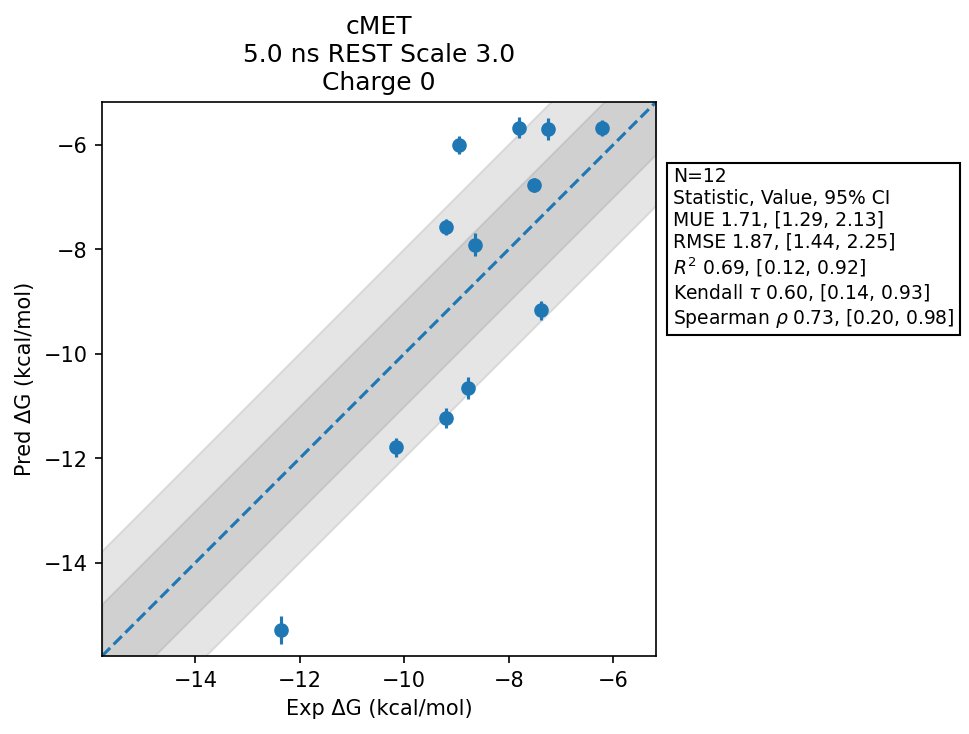 cMET
5.0 ns REST Scale 3.0
Charge 0
Pred ΔG (kcal/mol)
−6
−8
−10
−12
−14
−14
−12
−10
−8
−6
Exp ΔG (kcal/mol)
N=12
Statistic, Value, 95% CI
MUE 1.71, [1.29, 2.13]
RMSE 1.87, [1.44, 2.25]
R² 0.69, [0.12, 0.92]
Kendall τ 0.60, [0.14, 0.93]
Spearman ρ 0.73, [0.20, 0.98]